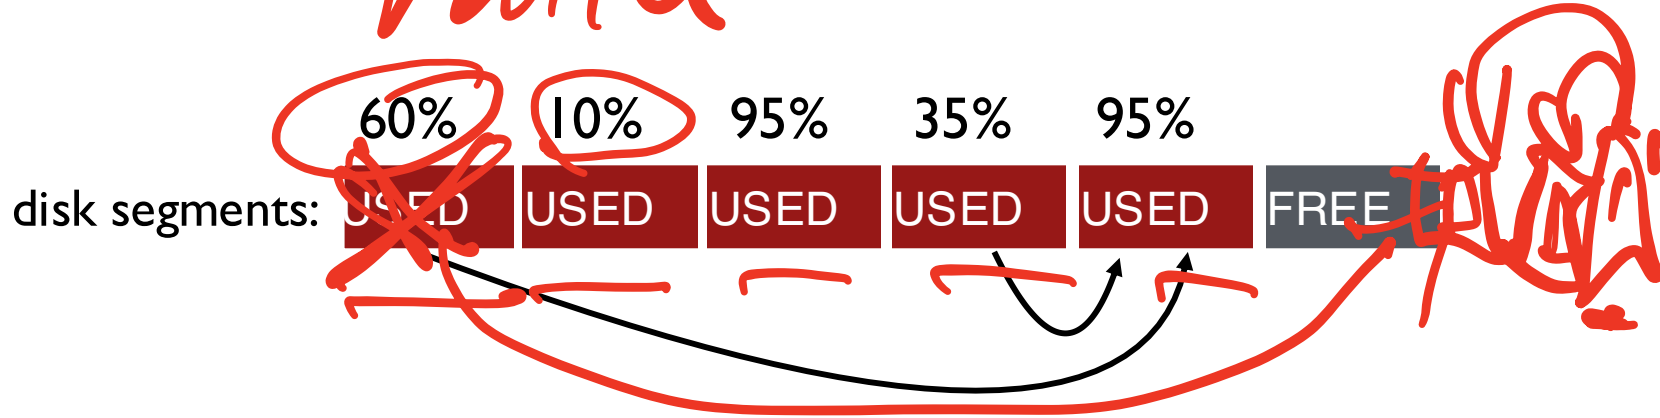 60% 10% 95% 35% 95%
disk segments: USED USED USED USED USED FREE